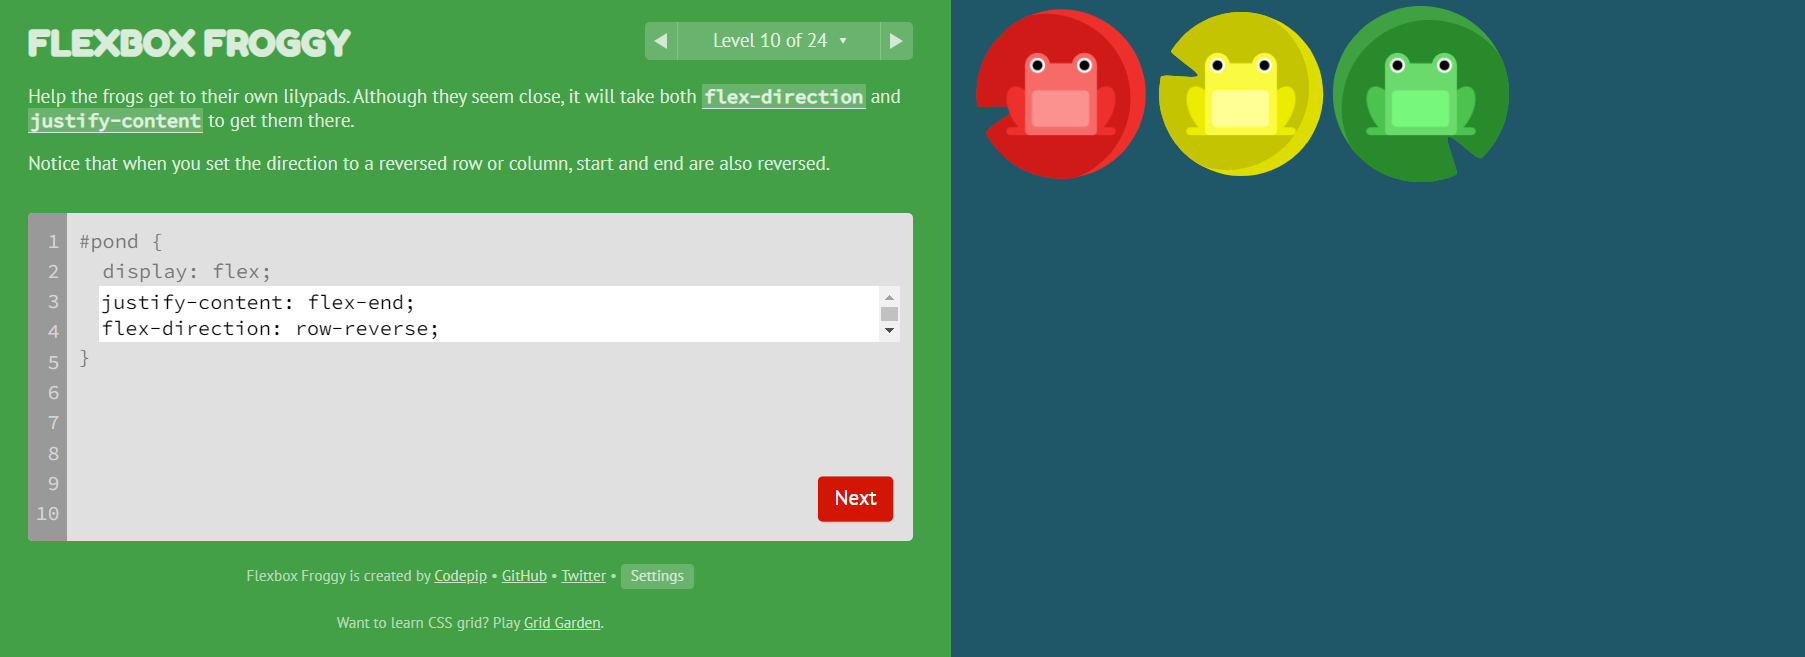 FLEXBOX FROGGY
◀ Level 10 of 24 ▼ ▶
Help the frogs get to their own lilypads. Although they seem close, it will take both flex-direction and
justify-content to get them there.
Notice that when you set the direction to a reversed row or column, start and end are also reversed.
1 #pond {
2 display: flex;
3 justify-content: flex-end;
4 flex-direction: row-reverse;
5 }
6
7
8
9
10
Next
Flexbox Froggy is created by Codepip • GitHub • Twitter • Settings
Want to learn CSS grid? Play Grid Garden.